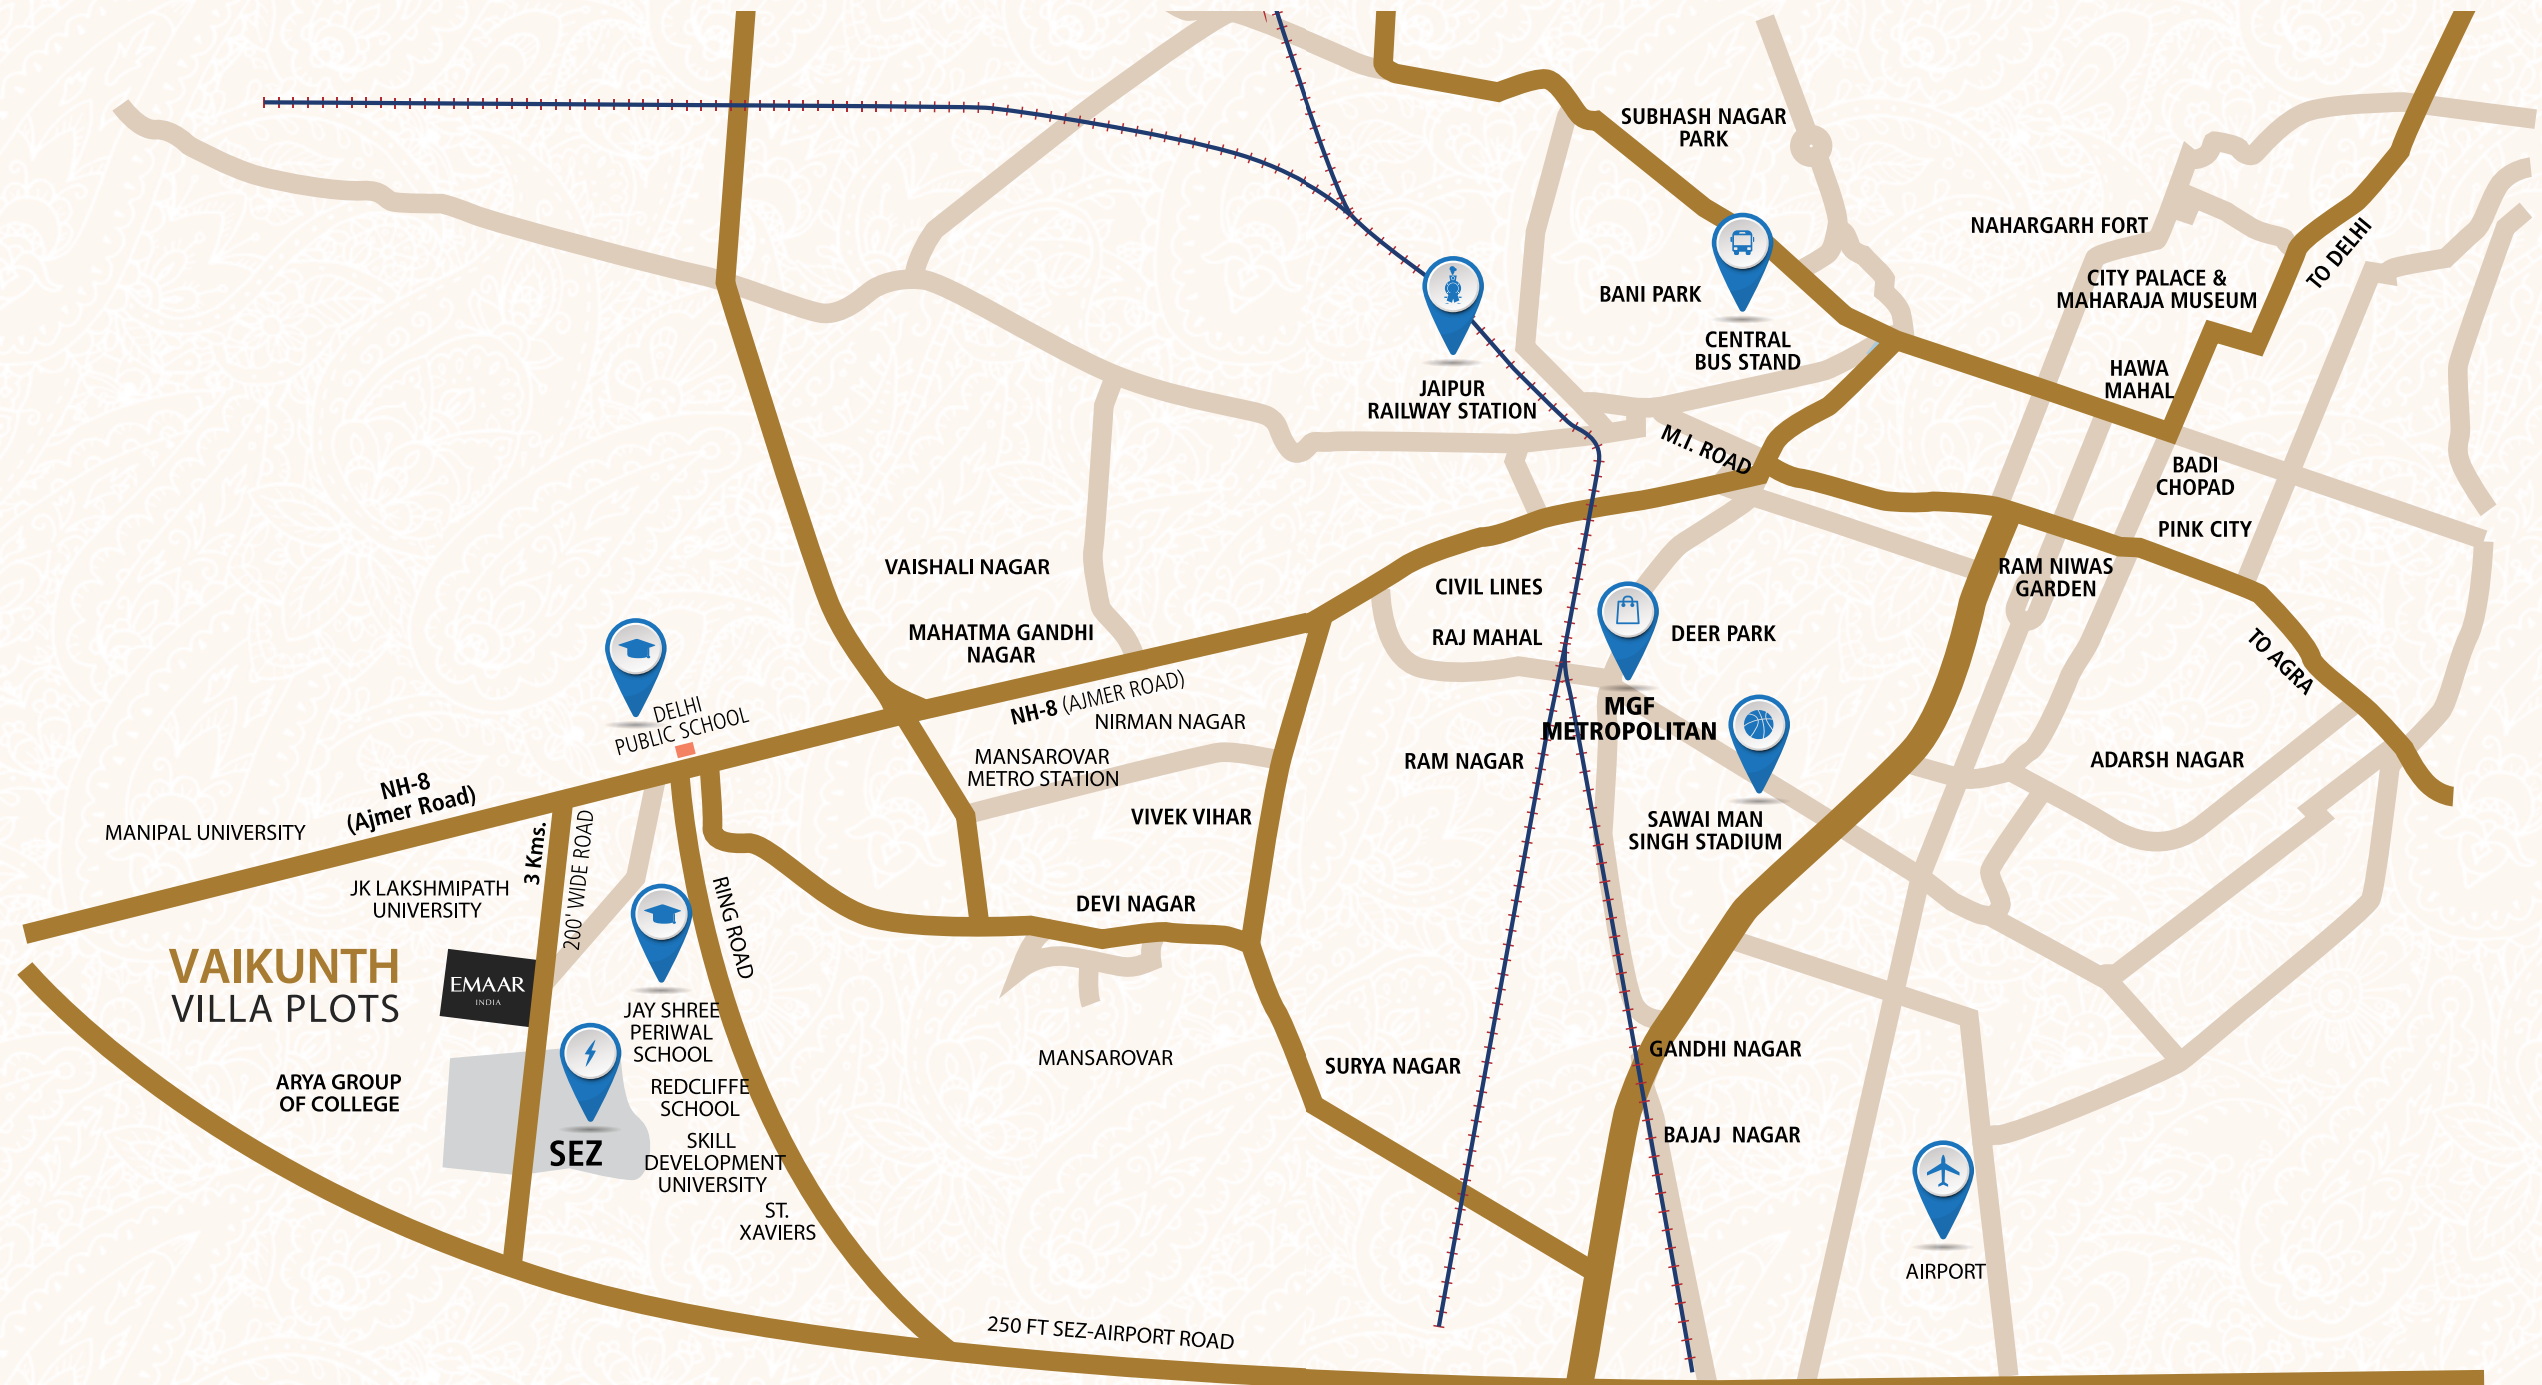 SUBHASH NAGAR
PARK
NAHARGARH FORT
TO DELHI
CITY PALACE &
MAHARAJA MUSEUM
BANI PARK
CENTRAL
BUS STAND
HAWA
MAHAL
JAIPUR
RAILWAY STATION
M.I. ROAD
BADI
CHOPAD
PINK CITY
VAISHALI NAGAR
CIVIL LINES
RAM NIWAS
GARDEN
MAHATMA GANDHI
NAGAR
RAJ MAHAL
DEER PARK
TO AGRA
NH-8 (AJMER ROAD)
DELHI
PUBLIC SCHOOL
NIRMAN NAGAR
MGF
METROPOLITAN
MANSAROVAR
METRO STATION
RAM NAGAR
ADARSH NAGAR
NH-8
(Ajmer Road)
MANIPAL UNIVERSITY
3 Kms.
200' WIDE ROAD
VIVEK VIHAR
SAWAI MAN
SINGH STADIUM
JK LAKSHMIPATH
UNIVERSITY
RING ROAD
DEVI NAGAR
VAIKUNTH
VILLA PLOTS
EMAAR
INDIA
JAY SHREE
PERIWAL
SCHOOL
MANSAROVAR
SURYA NAGAR
GANDHI NAGAR
ARYA GROUP
OF COLLEGE
REDCLIFFE
SCHOOL
SEZ
SKILL
DEVELOPMENT
UNIVERSITY
BAJAJ NAGAR
ST.
XAVIERS
AIRPORT
250 FT SEZ-AIRPORT ROAD